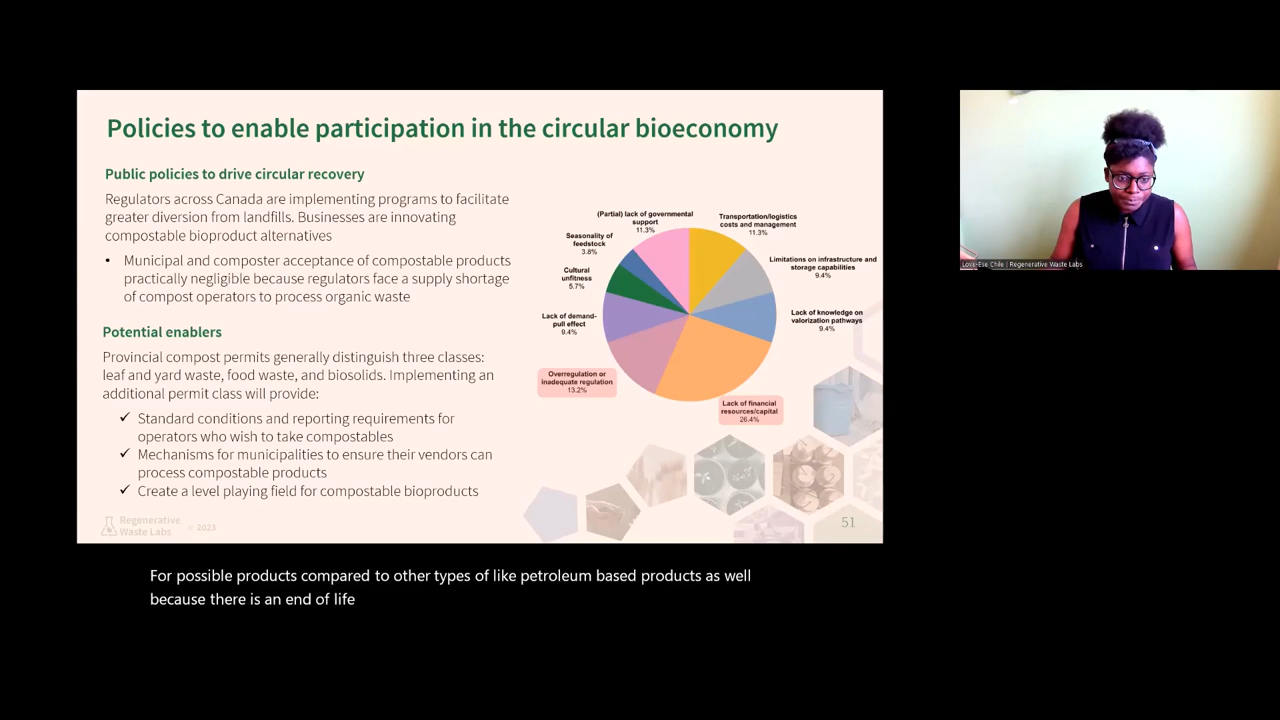 Policies to enable participation in the circular bioeconomy
Public policies to drive circular recovery
Regulators across Canada are implementing programs to facilitate
greater diversion from landfills. Businesses are innovating
compostable bioproduct alternatives
• Municipal and composter acceptance of compostable products
practically negligible because regulators face a supply shortage
of compost operators to process organic waste
Potential enablers
Provincial compost permits generally distinguish three classes:
leaf and yard waste, food waste, and biosolids. Implementing an
additional permit class will provide:
✓ Standard conditions and reporting requirements for
operators who wish to take compostables
✓ Mechanisms for municipalities to ensure their vendors can
process compostable products
✓ Create a level playing field for compostable bioproducts
(Partial) lack of governmental
support
11.3%
Transportation/logistics
costs and management
11.3%
Seasonality of
feedstock
3.8%
Limitations on infrastructure and
storage capabilities
9.4%
Cultural
unfitness
5.7%
Lack of knowledge on
valorization pathways
9.4%
Lack of demand-
pull effect
9.4%
Overregulation or
inadequate regulation
13.2%
Lack of financial
resources/capital
26.4%
Regenerative
Waste Labs
© 2023
51
Love-Ese Chile | Regenerative Waste Labs
For possible products compared to other types of like petroleum based products as well
because there is an end of life